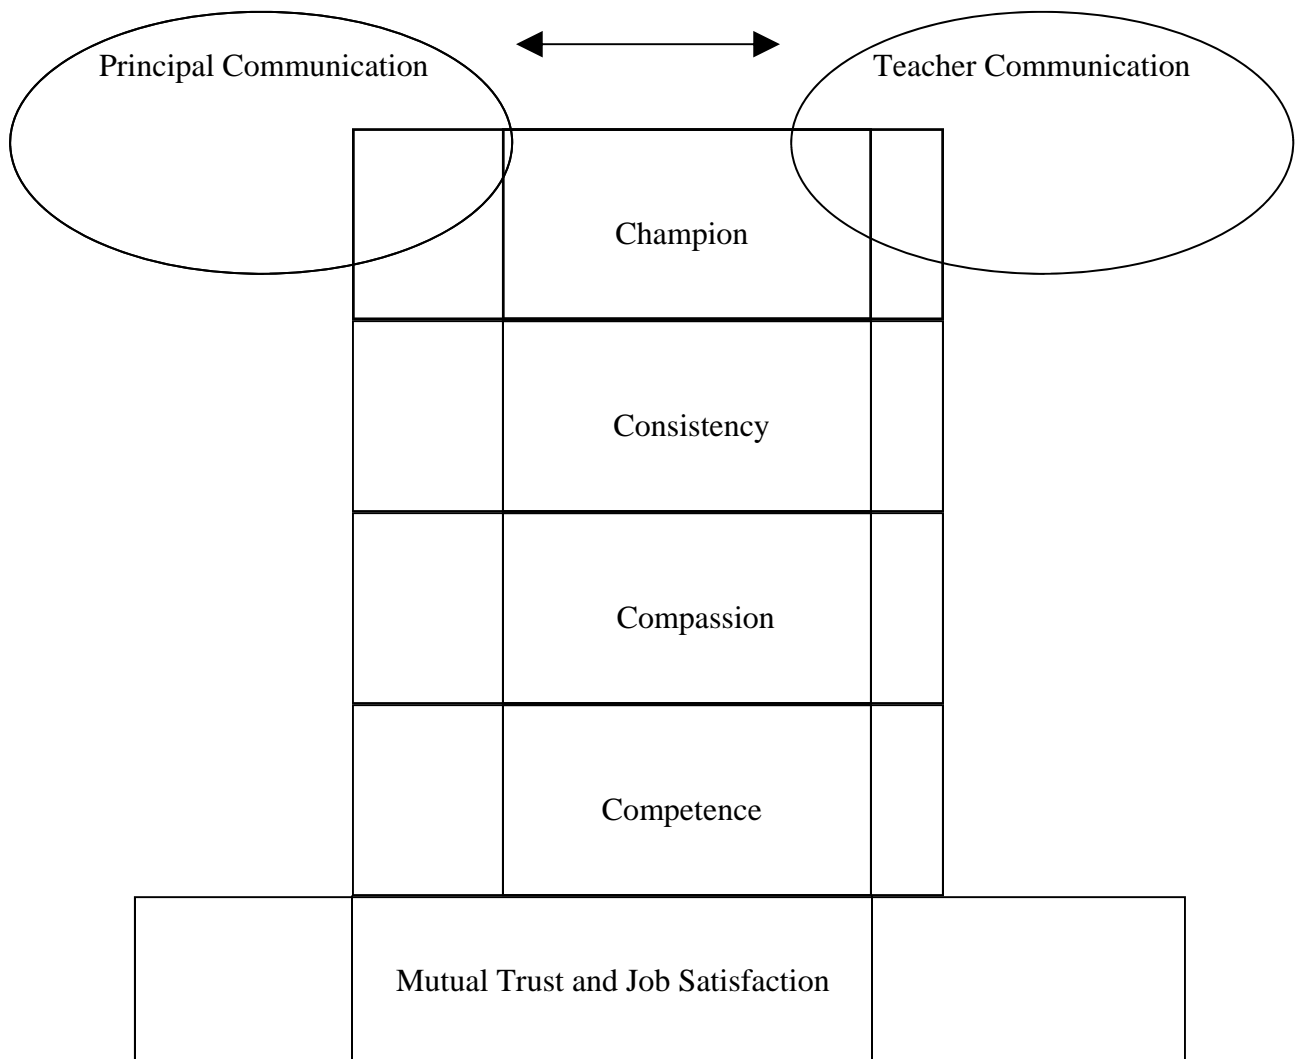 Principal Communication
Teacher Communication
Champion
Consistency
Compassion
Competence
Mutual Trust and Job Satisfaction